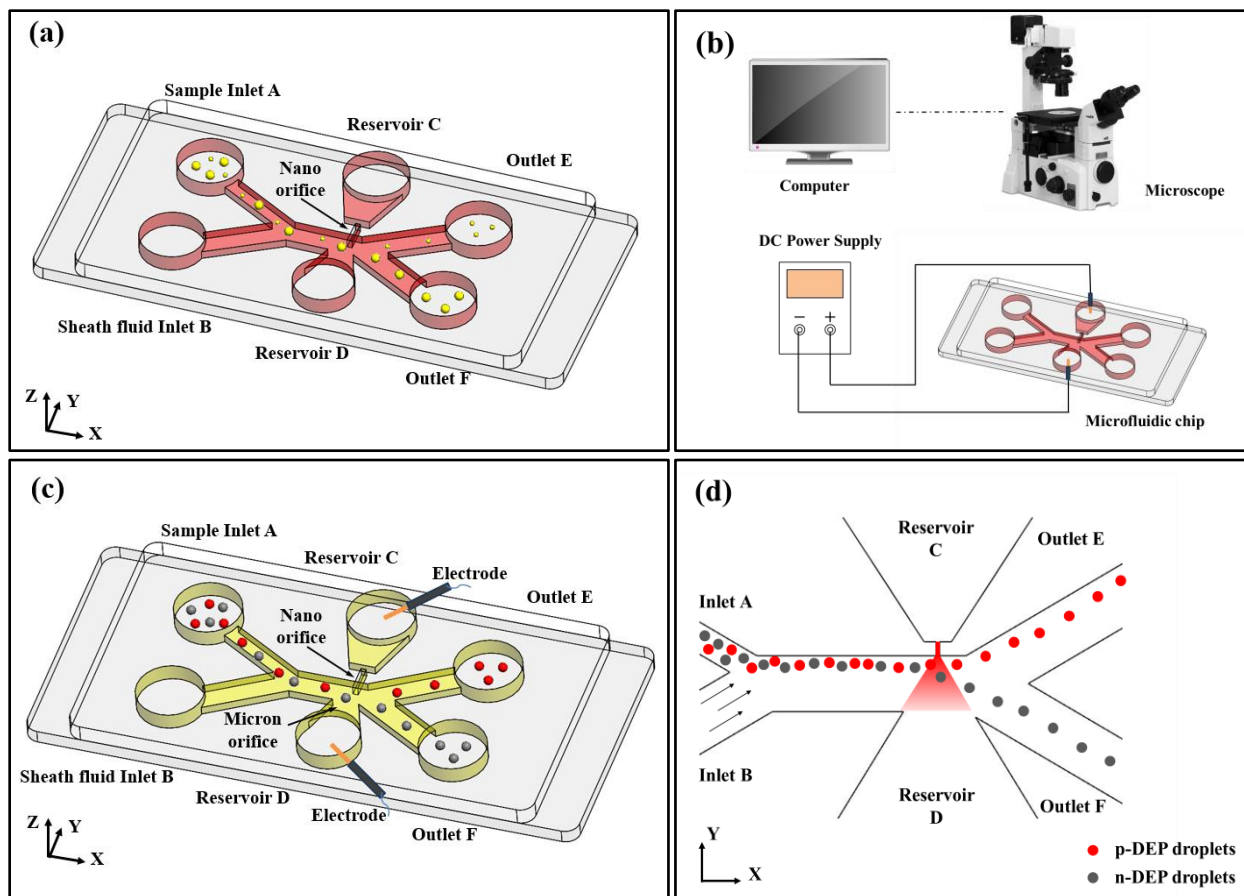 (a)
Sample Inlet A
Reservoir C
Nano
orifice
Outlet E
Sheath fluid Inlet B
Reservoir D
Outlet F
Z
Y
X
(b)
Computer
Microscope
DC Power Supply
− +
Microfluidic chip
(c)
Sample Inlet A
Reservoir C
Electrode
Nano
orifice
Outlet E
Micron
orifice
Sheath fluid Inlet B
Reservoir D
Electrode
Outlet F
Z
Y
X
(d)
Reservoir
C
Outlet E
Inlet A
Inlet B
Reservoir
D
Outlet F
Y
X
p-DEP droplets
n-DEP droplets